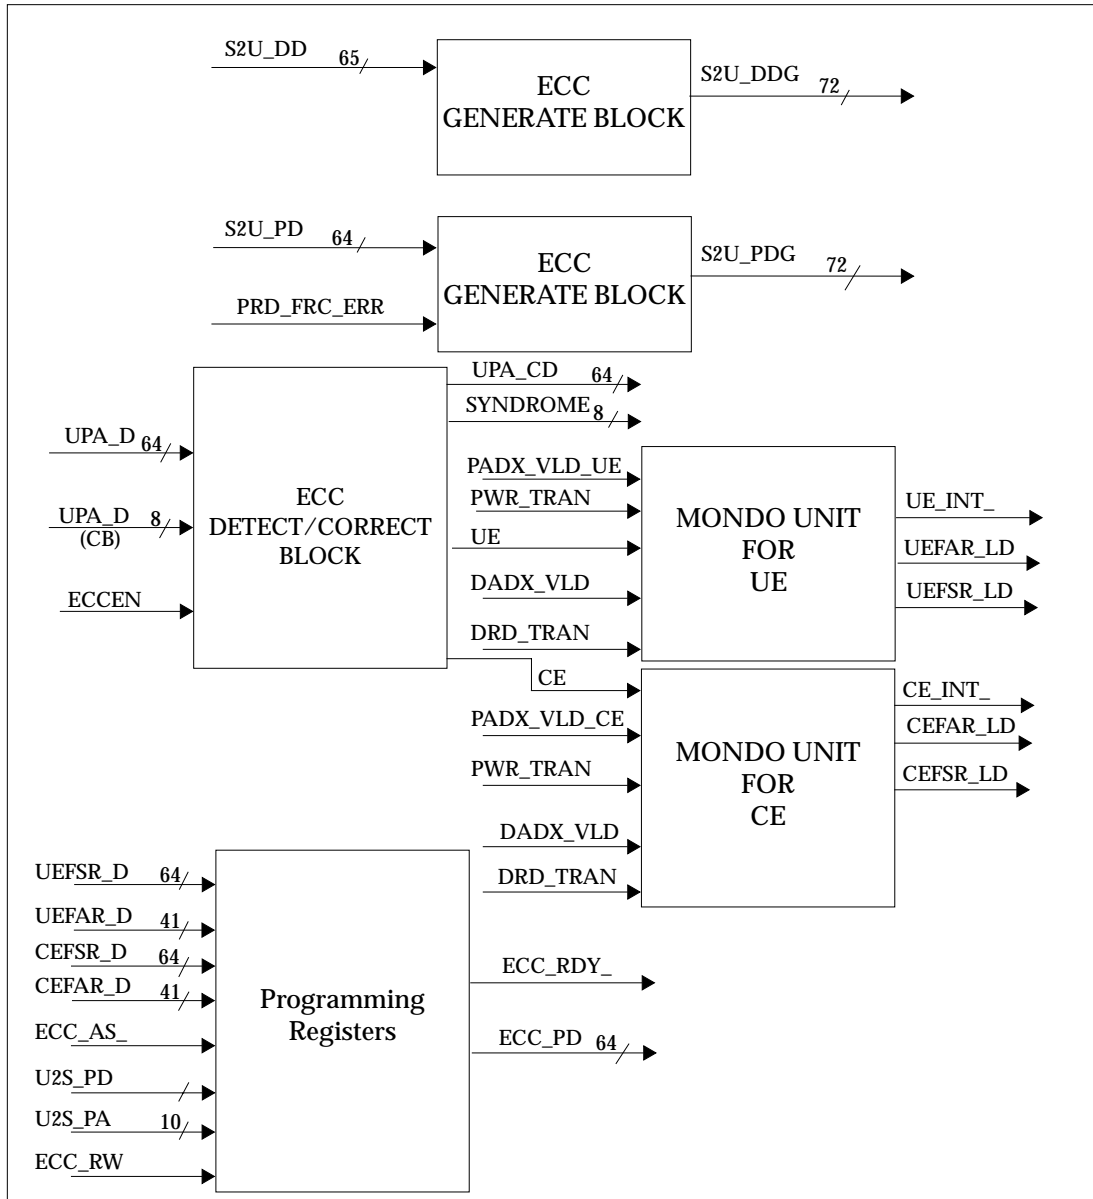 S2U_DD 65
ECC
GENERATE BLOCK
S2U_DDG 72
S2U_PD 64
PRD_FRC_ERR
ECC
GENERATE BLOCK
S2U_PDG 72
UPA_D 64
UPA_D 8
(CB)
ECCEN
ECC
DETECT/CORRECT
BLOCK
UPA_CD 64
SYNDROME 8
PADX_VLD_UE
PWR_TRAN
UE
DADX_VLD
DRD_TRAN
MONDO UNIT
FOR
UE
UE_INT_
UEFAR_LD
UEFSR_LD
CE
PADX_VLD_CE
PWR_TRAN
DADX_VLD
DRD_TRAN
MONDO UNIT
FOR
CE
CE_INT_
CEFAR_LD
CEFSR_LD
UEFSR_D 64
UEFAR_D 41
CEFSR_D 64
CEFAR_D 41
ECC_AS_
U2S_PD
U2S_PA 10
ECC_RW
Programming
Registers
ECC_RDY_
ECC_PD 64